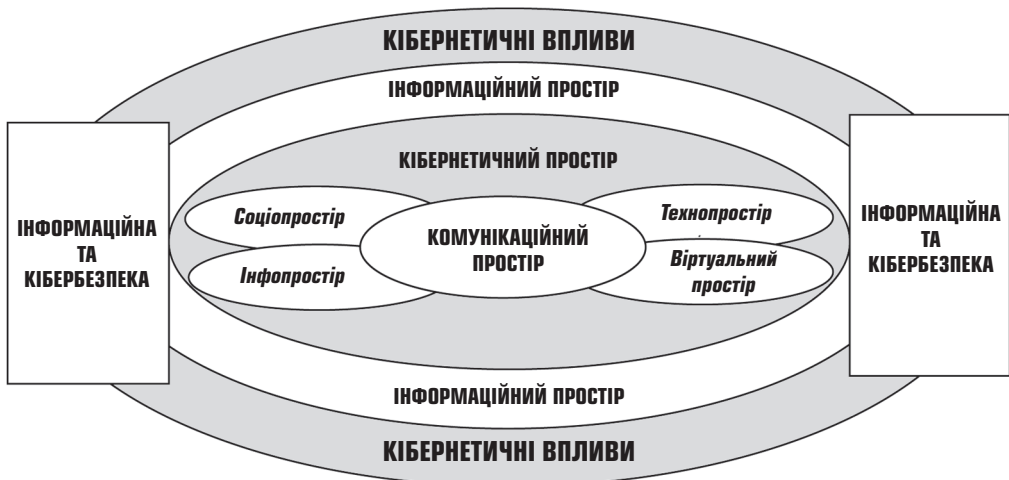 КІБЕРНЕТИЧНІ ВПЛИВИ
ІНФОРМАЦІЙНИЙ ПРОСТІР
КІБЕРНЕТИЧНИЙ ПРОСТІР
ІНФОРМАЦІЙНА
ТА
КІБЕРБЕЗПЕКА
Соціопростір
Інфопростір
КОМУНІКАЦІЙНИЙ
ПРОСТІР
Технопростір
Віртуальний
простір
ІНФОРМАЦІЙНА
ТА
КІБЕРБЕЗПЕКА
ІНФОРМАЦІЙНИЙ ПРОСТІР
КІБЕРНЕТИЧНІ ВПЛИВИ